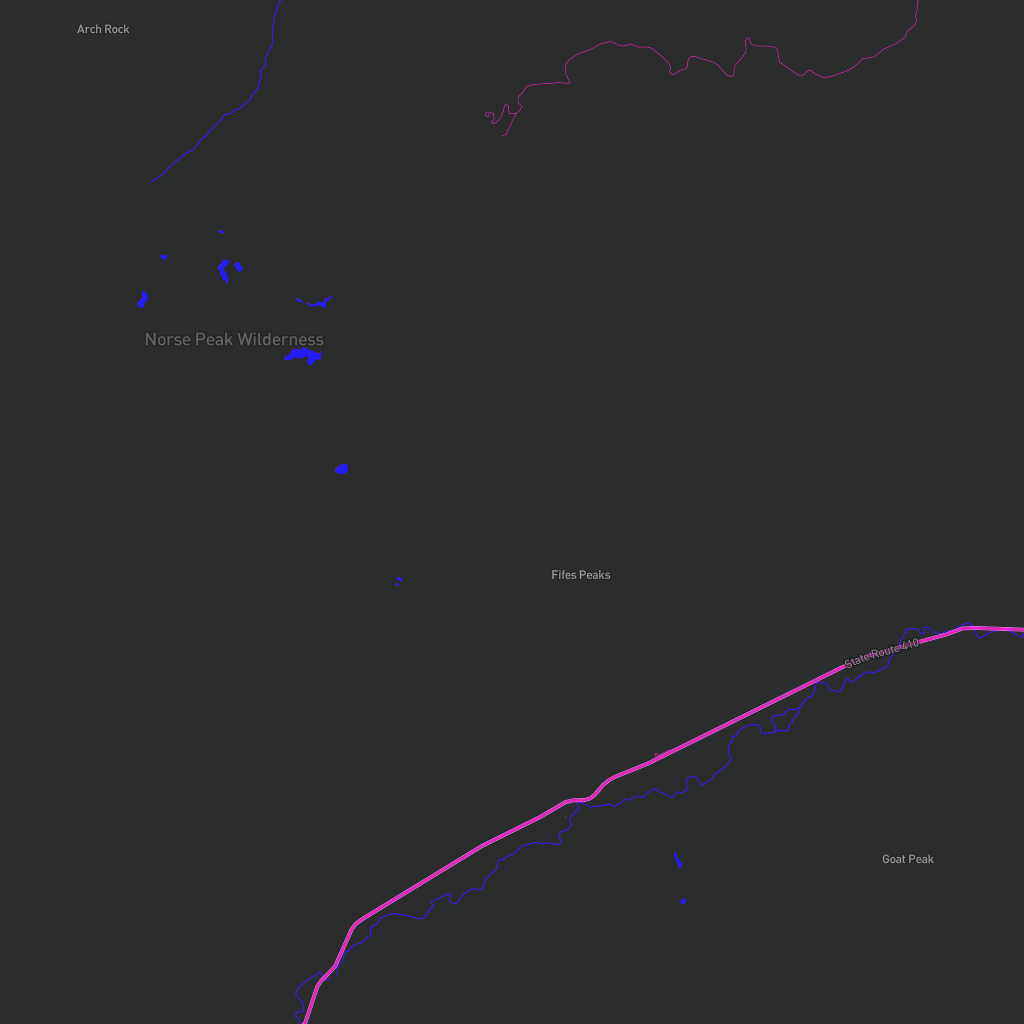 Arch Rock
Norse Peak Wilderness
Fifes Peaks
State Route 410
Goat Peak